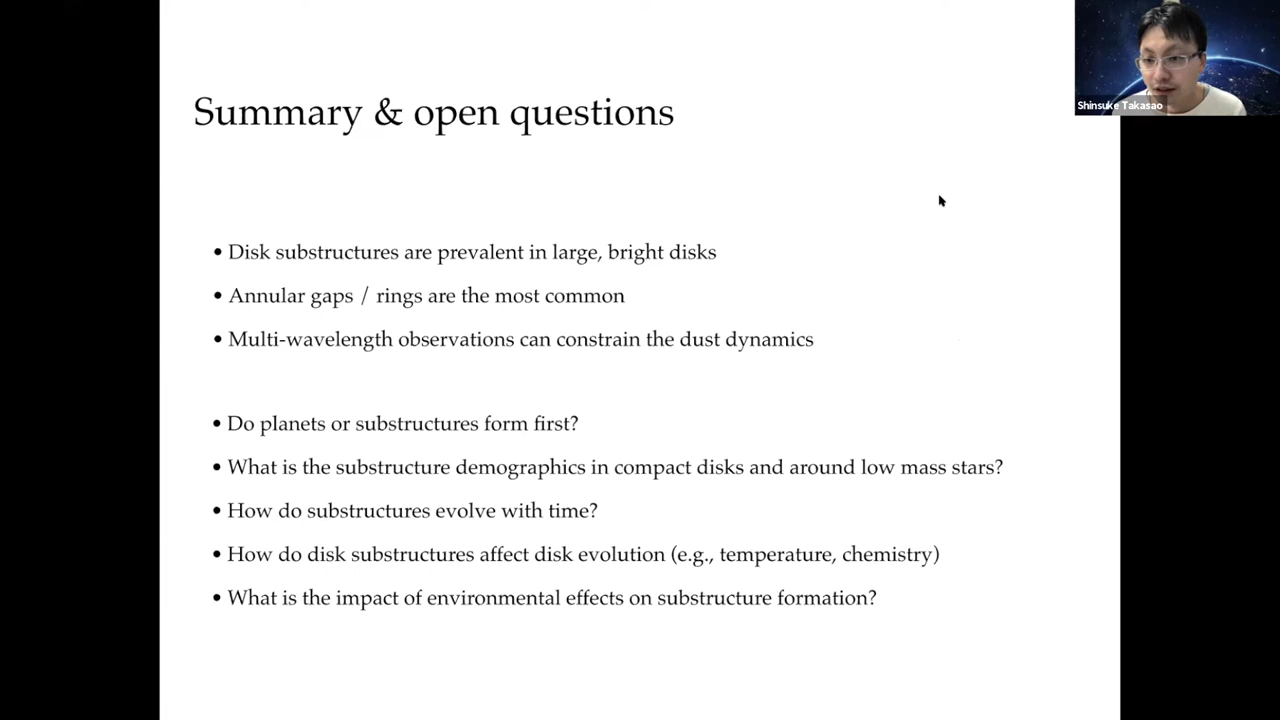 Shinsuke Takasao
Summary & open questions
• Disk substructures are prevalent in large, bright disks
• Annular gaps / rings are the most common
• Multi-wavelength observations can constrain the dust dynamics
• Do planets or substructures form first?
• What is the substructure demographics in compact disks and around low mass stars?
• How do substructures evolve with time?
• How do disk substructures affect disk evolution (e.g., temperature, chemistry)
• What is the impact of environmental effects on substructure formation?